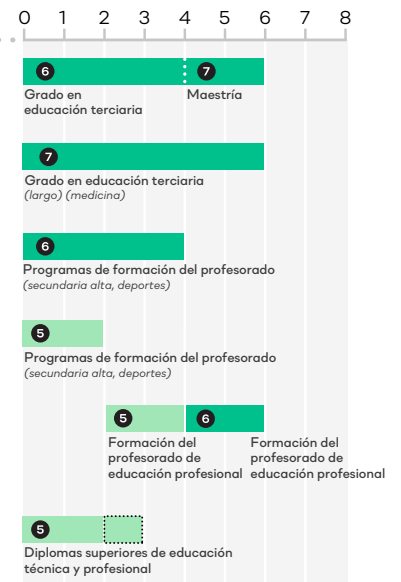 0 1 2 3 4 5 6 7 8
6 7
Grado en Maestría
educación terciaria
7
Grado en educación terciaria
(largo) (medicina)
6
Programas de formación del profesorado
(secundaria alta, deportes)
5
Programas de formación del profesorado
(secundaria alta, deportes)
5 6
Formación del Formación del
profesorado de profesorado de
educación profesional educación profesional
5
Diplomas superiores de educación
técnica y profesional